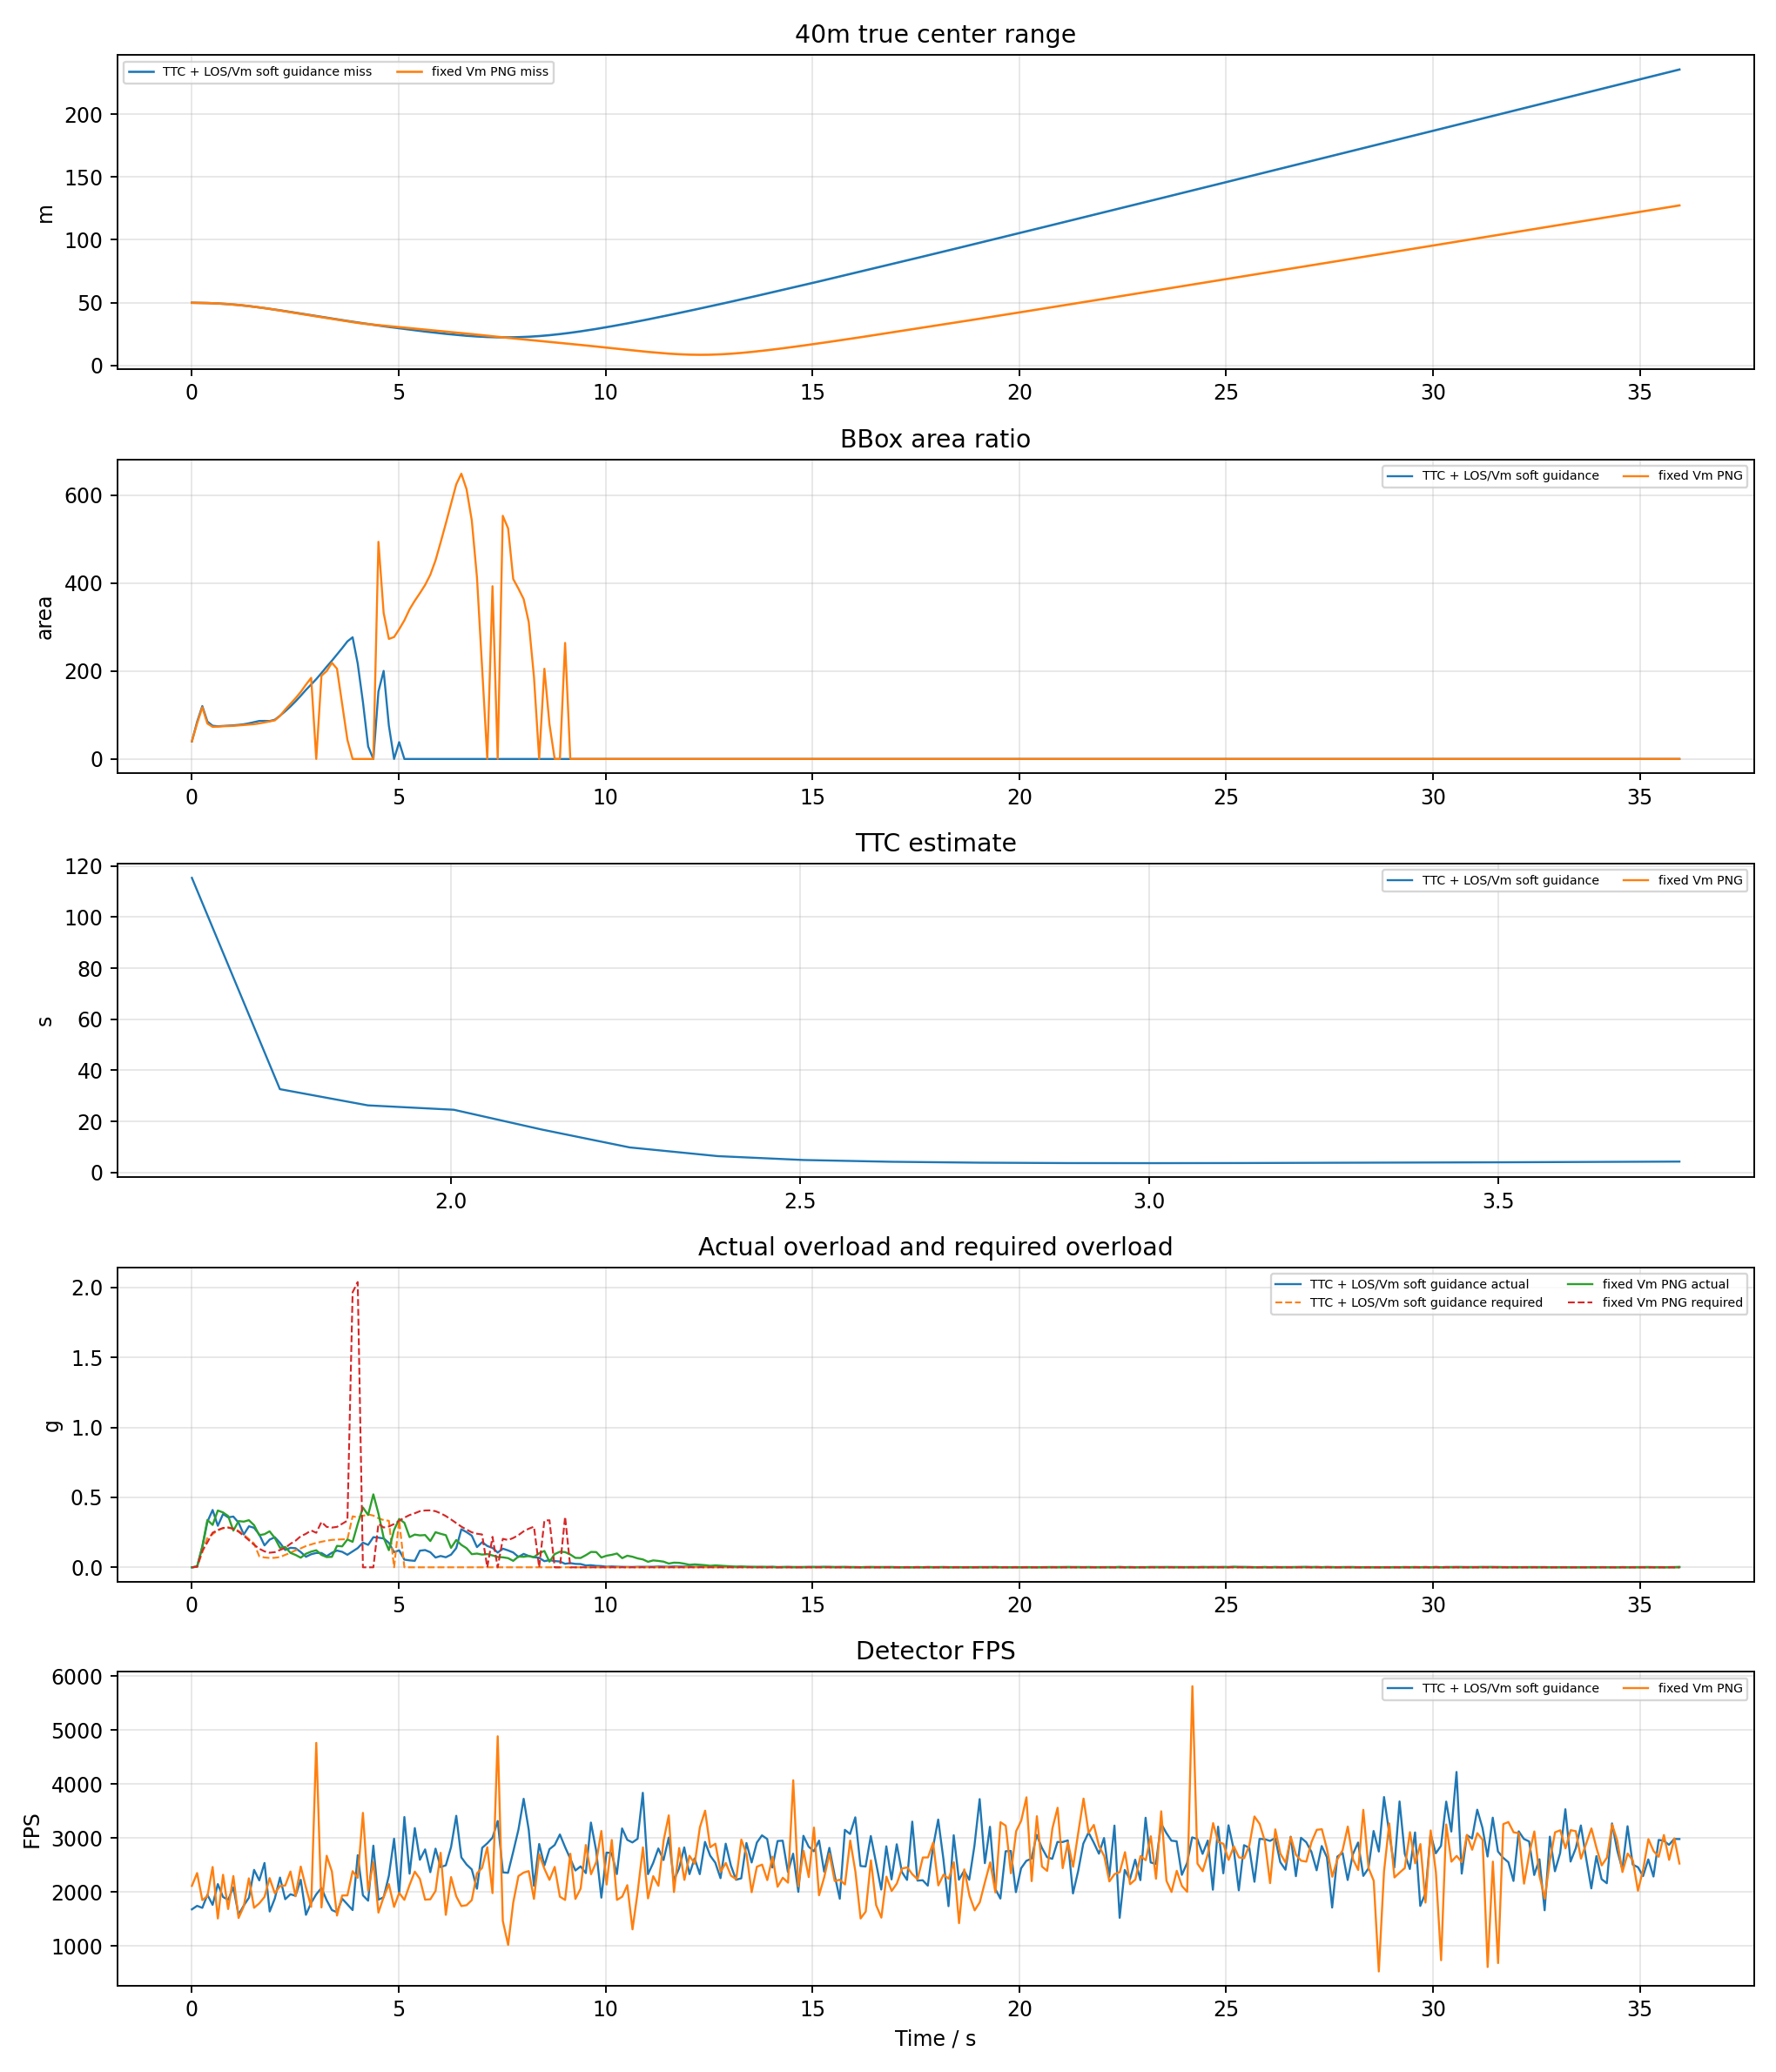 40m true center range
TTC + LOS/Vm soft guidance miss fixed Vm PNG miss
200
150
100
50
0
m
0 5 10 15 20 25 30 35
BBox area ratio
TTC + LOS/Vm soft guidance fixed Vm PNG
600
400
200
0
area
0 5 10 15 20 25 30 35
TTC estimate
TTC + LOS/Vm soft guidance fixed Vm PNG
120
100
80
60
40
20
0
s
2.0 2.5 3.0 3.5
Actual overload and required overload
TTC + LOS/Vm soft guidance actual fixed Vm PNG actual
TTC + LOS/Vm soft guidance required fixed Vm PNG required
2.0
1.5
1.0
0.5
0.0
g
0 5 10 15 20 25 30 35
Detector FPS
TTC + LOS/Vm soft guidance fixed Vm PNG
6000
5000
4000
3000
2000
1000
FPS
0 5 10 15 20 25 30 35
Time / s